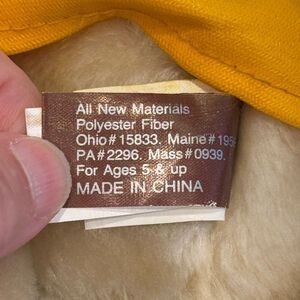 All New Materials
Polyester Fiber
Ohio#15833. Maine#195
PA#2296. Mass#0939.
For Ages 5 & up
MADE IN CHINA